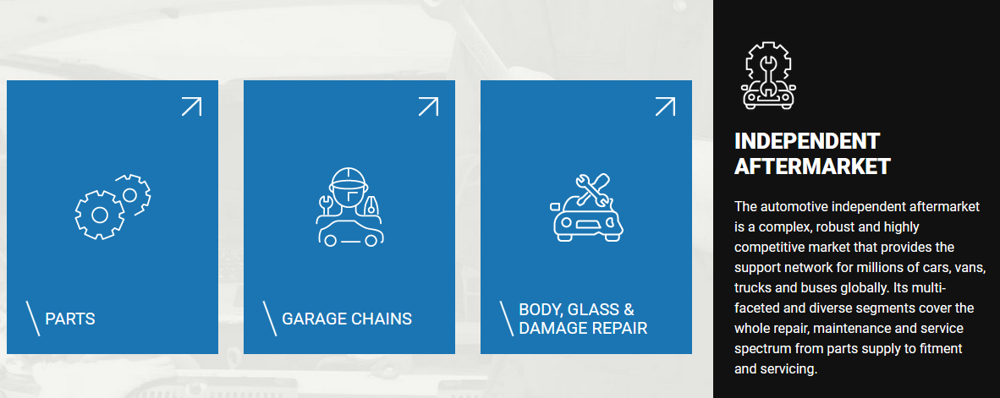 PARTS
GARAGE CHAINS
BODY, GLASS &
DAMAGE REPAIR
INDEPENDENT
AFTERMARKET
The automotive independent aftermarket
is a complex, robust and highly
competitive market that provides the
support network for millions of cars, vans,
trucks and buses globally. Its multi-
faceted and diverse segments cover the
whole repair, maintenance and service
spectrum from parts supply to fitment
and servicing.